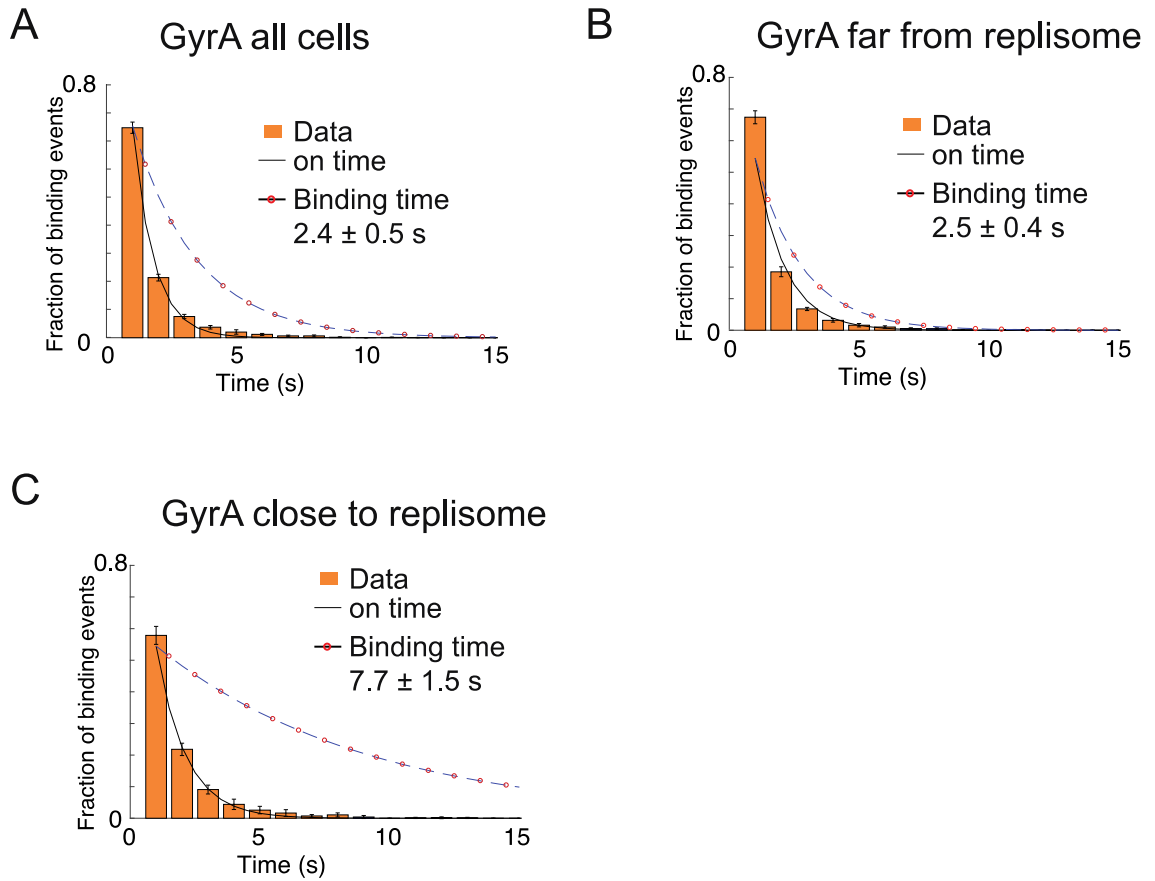 A
GyrA all cells
0.8
Fraction of binding events
Data
on time
Binding time
2.4 ± 0.5 s
0
0
5
10
15
Time (s)
B
GyrA far from replisome
0.8
Fraction of binding events
Data
on time
Binding time
2.5 ± 0.4 s
0
0
5
10
15
Time (s)
C
GyrA close to replisome
0.8
Fraction of binding events
Data
on time
Binding time
7.7 ± 1.5 s
0
0
5
10
15
Time (s)